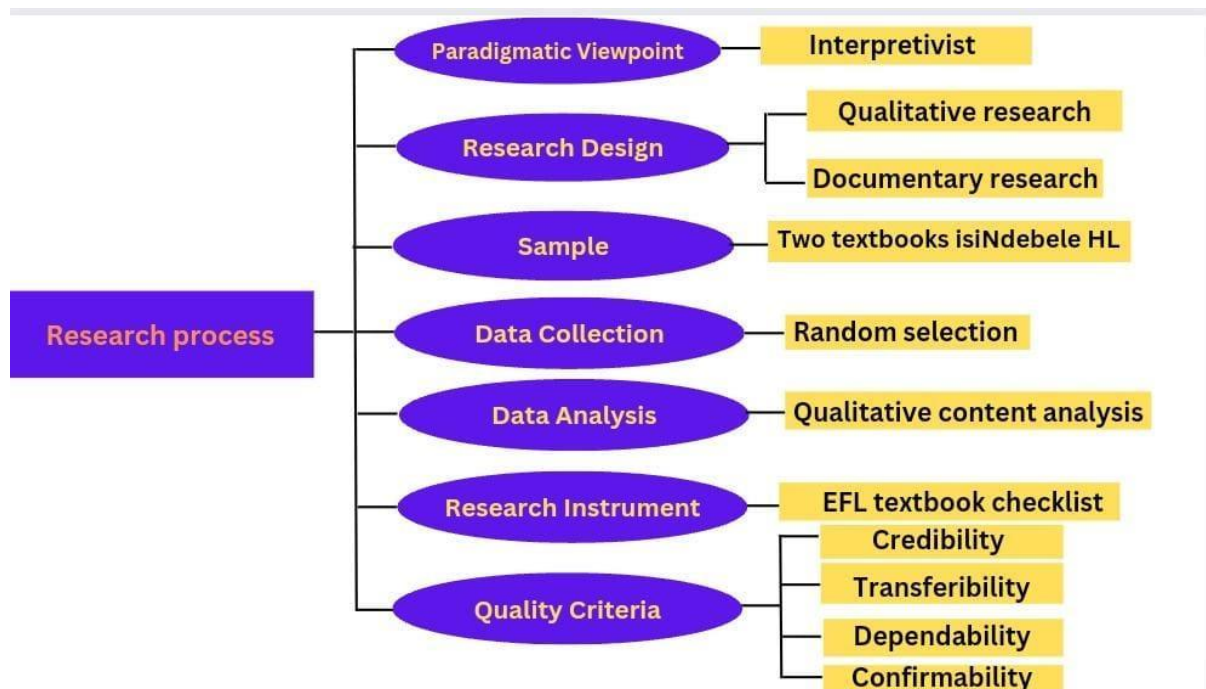 Paradigmatic Viewpoint
Interpretivist
Research Design
Qualitative research
Documentary research
Sample
Two textbooks isiNdebele HL
Research process
Data Collection
Random selection
Data Analysis
Qualitative content analysis
Research Instrument
EFL textbook checklist
Quality Criteria
Credibility
Transferibility
Dependability
Confirmability